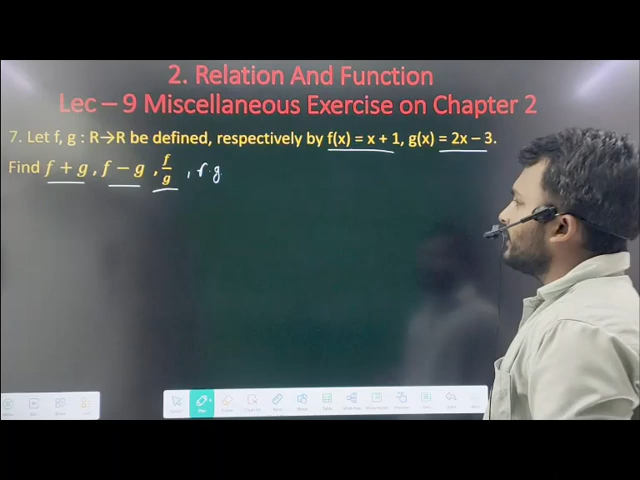 2. Relation And Function
Lec – 9 Miscellaneous Exercise on Chapter 2
7. Let f, g : R→R be defined, respectively by f(x) = x + 1, g(x) = 2x – 3.
Find f + g , f − g , f/g , f·g